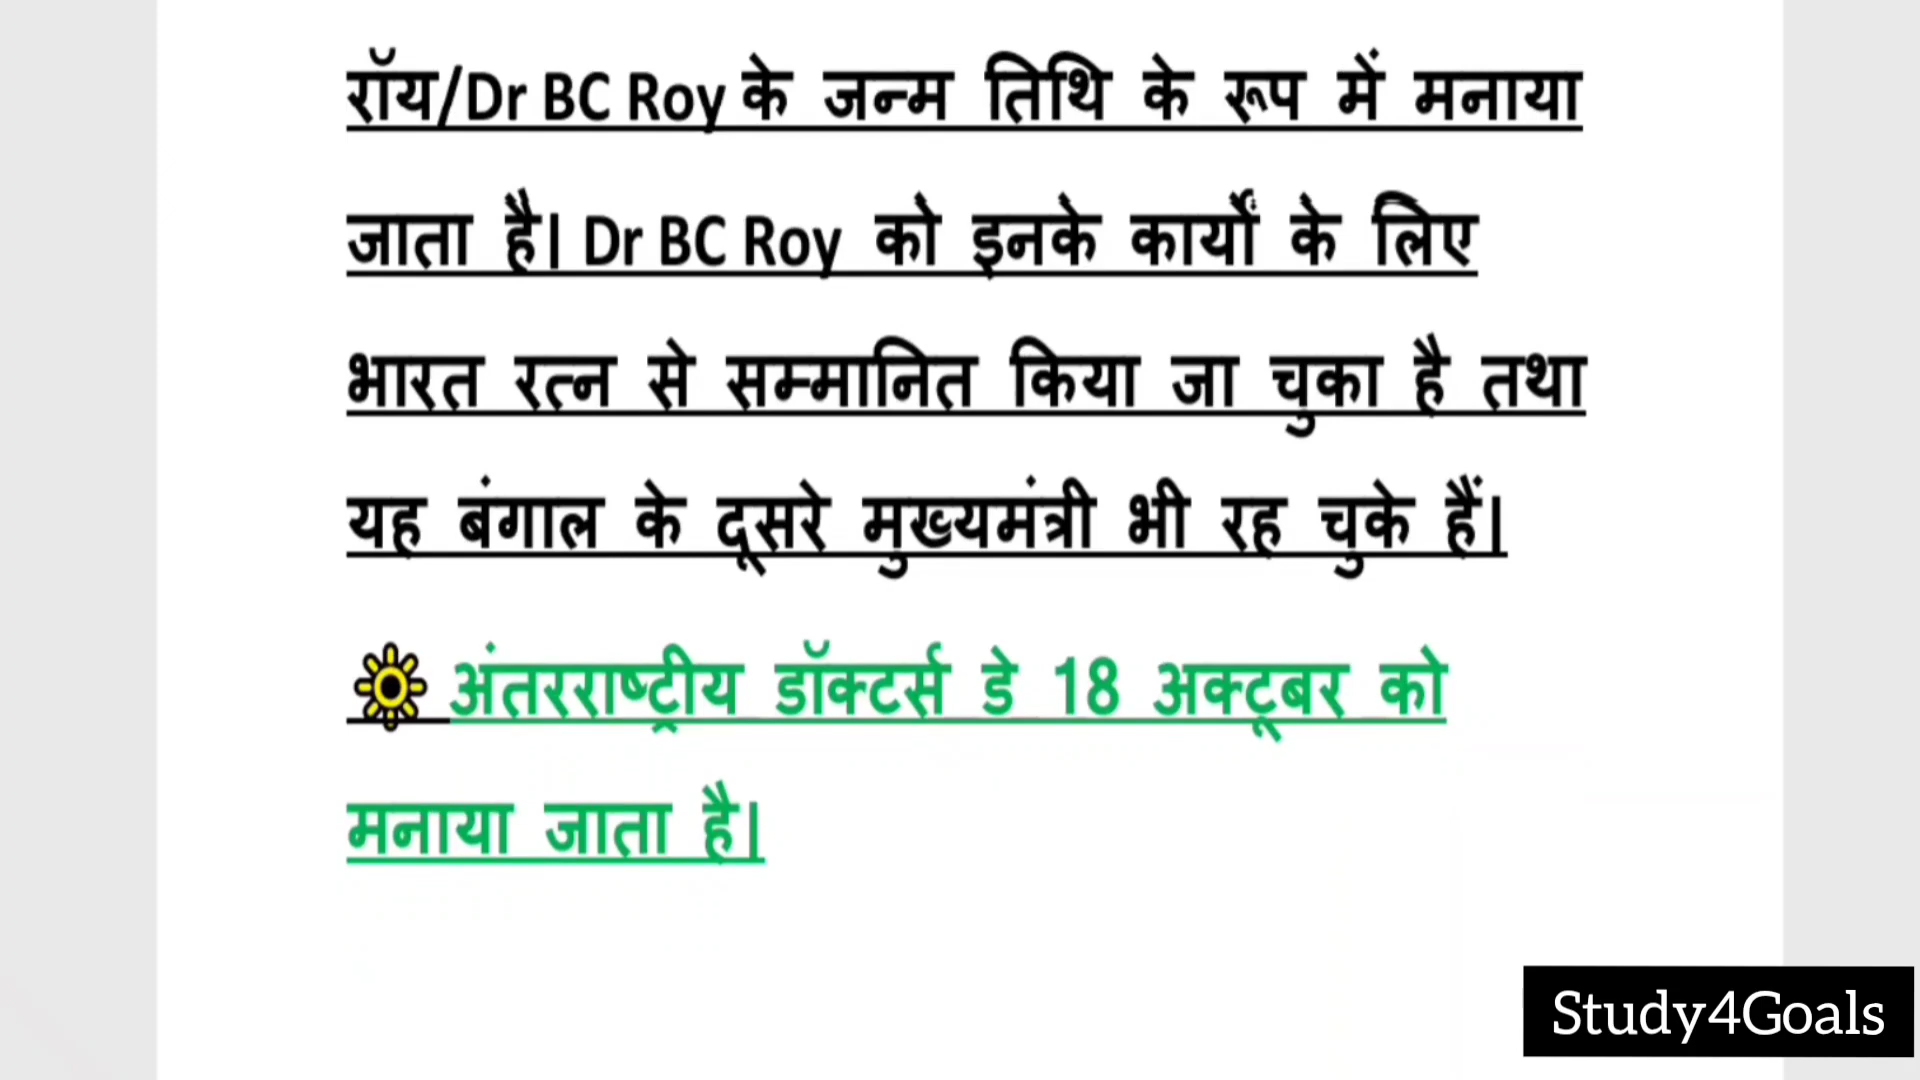 रॉय/Dr BC Roy के जन्म तिथि के रूप में मनाया
जाता है। Dr BC Roy को इनके कार्यों के लिए
भारत रत्न से सम्मानित किया जा चुका है तथा
यह बंगाल के दूसरे मुख्यमंत्री भी रह चुके हैं।
अंतरराष्ट्रीय डॉक्टर्स डे 18 अक्टूबर को
मनाया जाता है।
Study4Goals